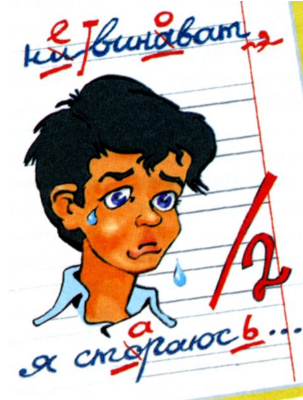 е о
ни винават -я
/2
а
я стораюсь...